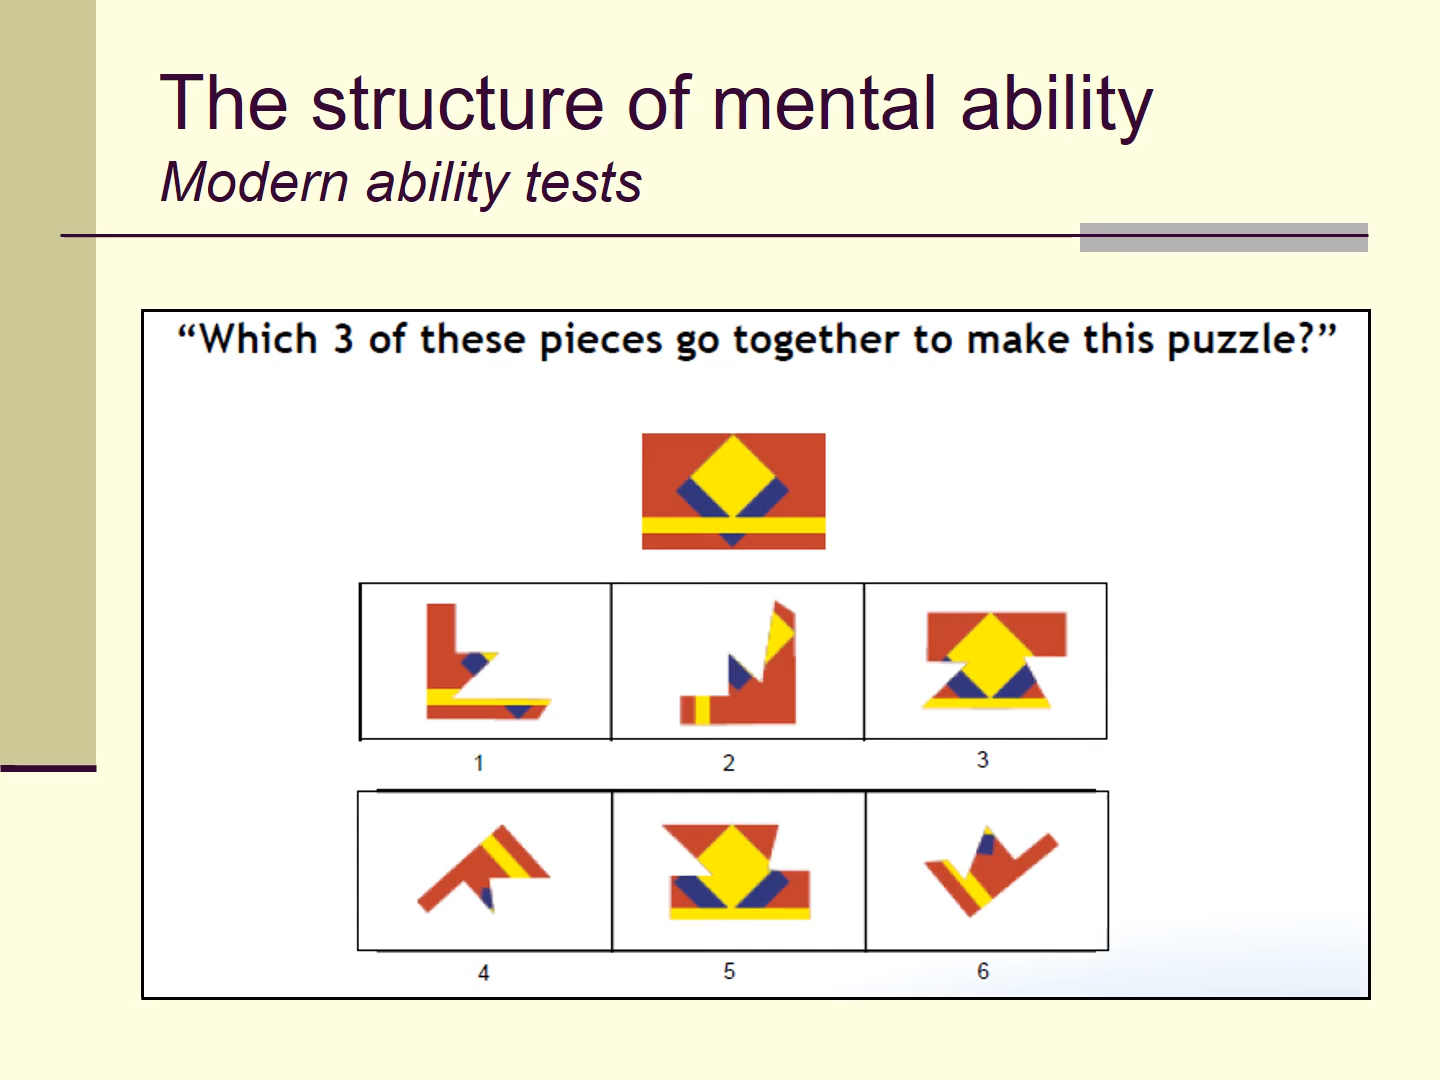 The structure of mental ability
Modern ability tests
“Which 3 of these pieces go together to make this puzzle?”
1 2 3
4 5 6